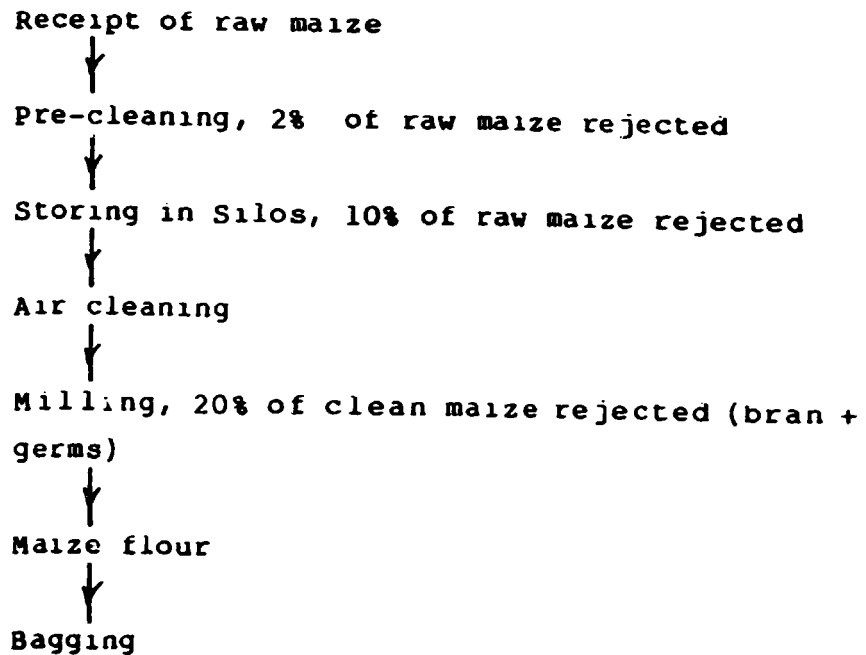 Receipt of raw maize
Pre-cleaning, 2% of raw maize rejected
Storing in Silos, 10% of raw maize rejected
Air cleaning
Milling, 20% of clean maize rejected (bran +
germs)
Maize flour
Bagging